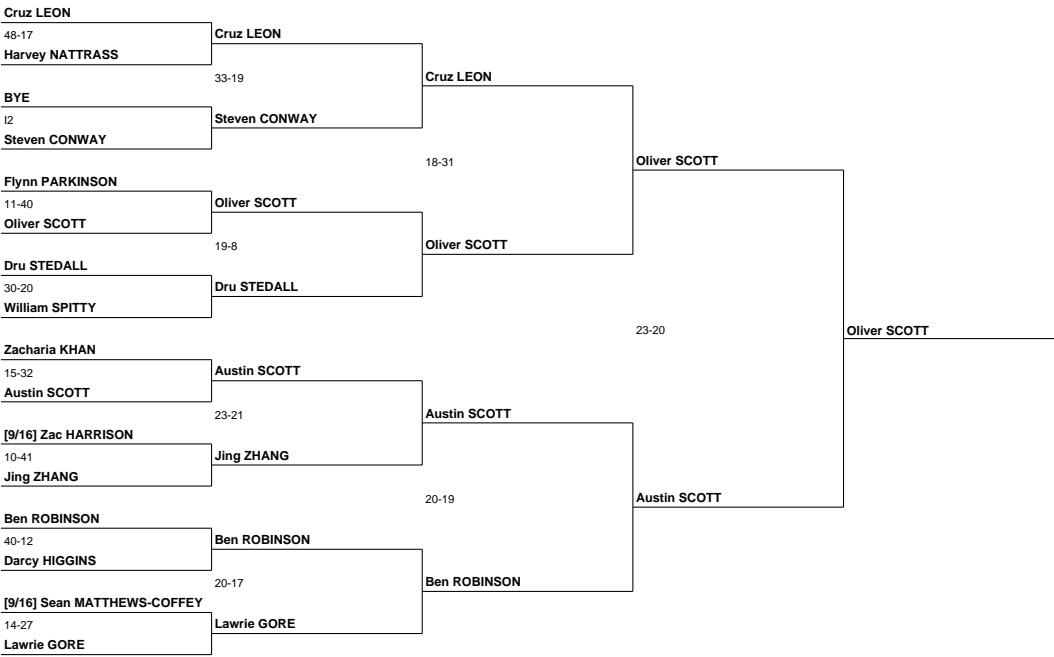 Cruz LEON
48-17
Harvey NATTRASS
BYE
I2
Steven CONWAY
Flynn PARKINSON
11-40
Oliver SCOTT
Dru STEDALL
30-20
William SPITTY
Zacharia KHAN
15-32
Austin SCOTT
[9/16] Zac HARRISON
10-41
Jing ZHANG
Ben ROBINSON
40-12
Darcy HIGGINS
[9/16] Sean MATTHEWS-COFFEY
14-27
Lawrie GORE
Cruz LEON
33-19
Steven CONWAY
Oliver SCOTT
19-8
Dru STEDALL
Austin SCOTT
23-21
Jing ZHANG
Ben ROBINSON
20-17
Lawrie GORE
Cruz LEON
18-31
Oliver SCOTT
Austin SCOTT
20-19
Ben ROBINSON
Oliver SCOTT
23-20
Austin SCOTT
Oliver SCOTT